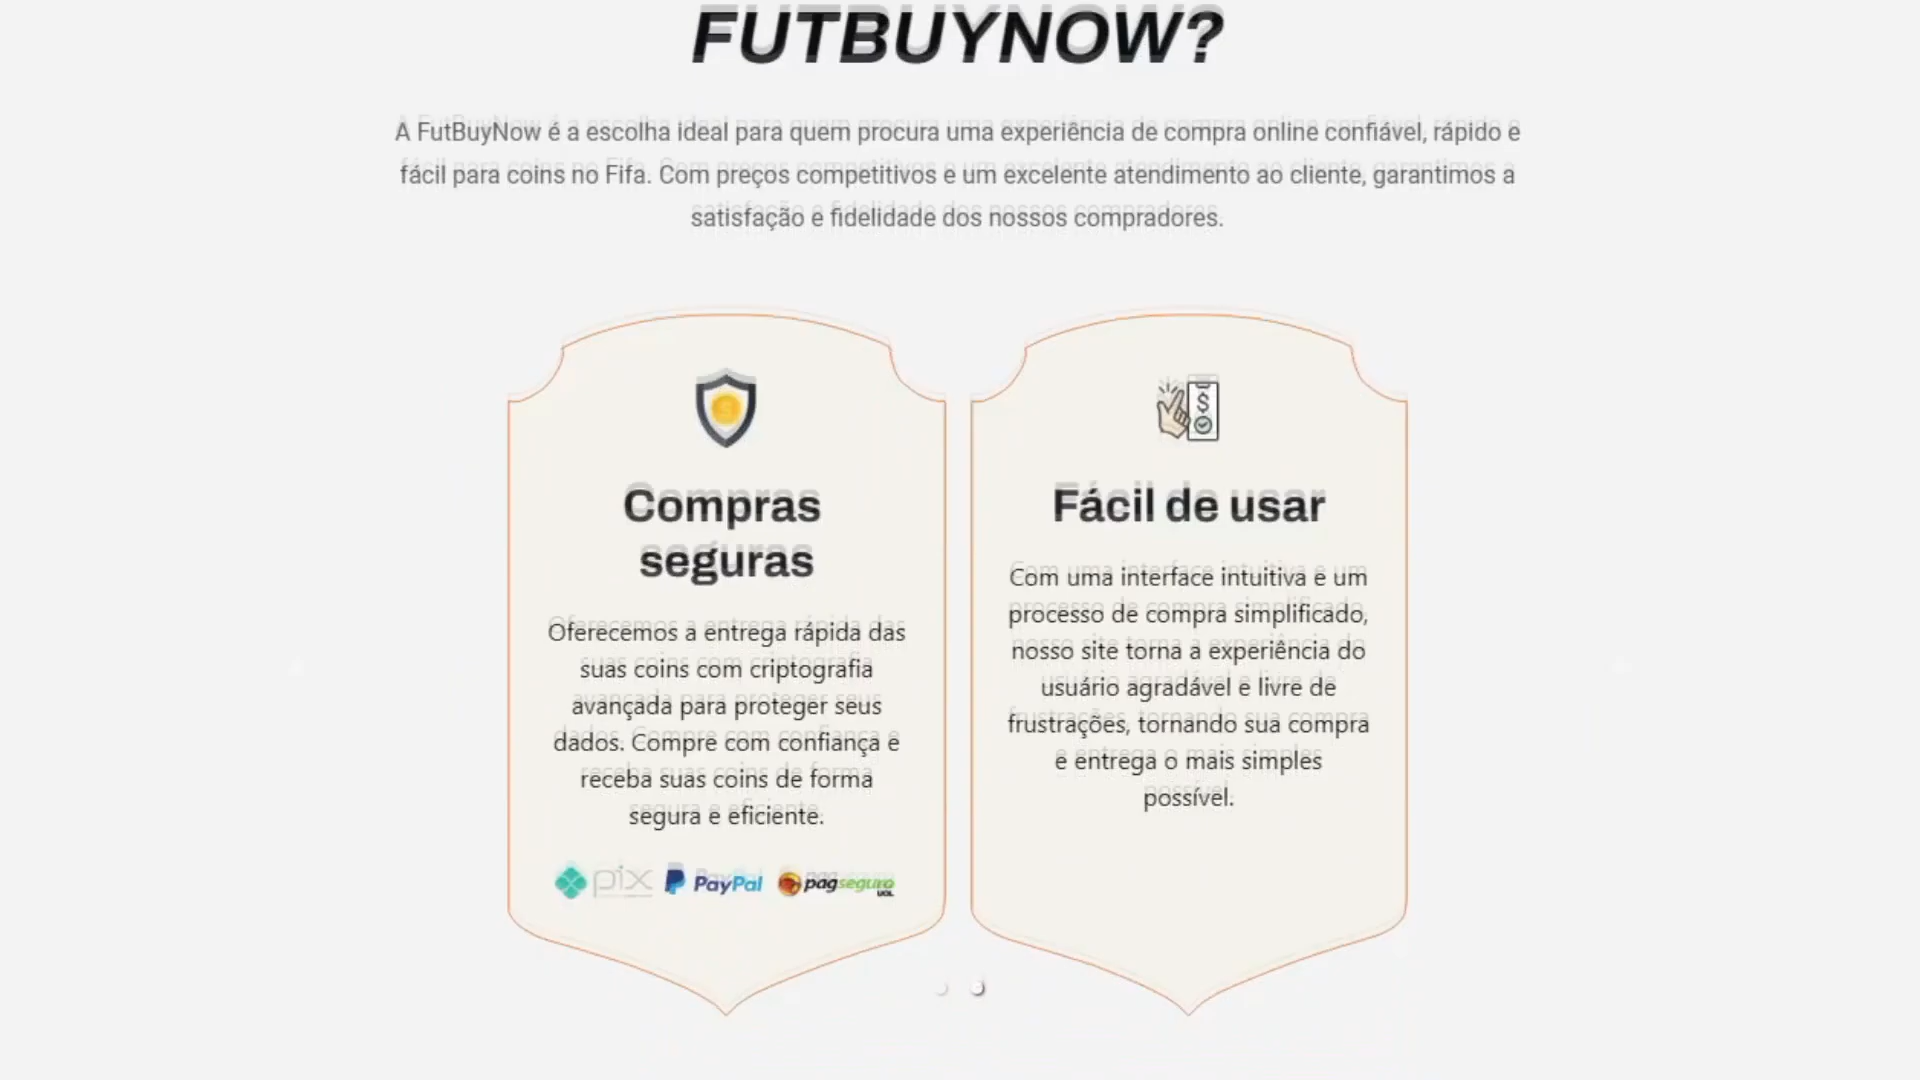 FUTBUYNOW?
A FutBuyNow é a escolha ideal para quem procura uma experiência de compra online confiável, rápido e
fácil para coins no Fifa. Com preços competitivos e um excelente atendimento ao cliente, garantimos a
satisfação e fidelidade dos nossos compradores.
Compras
seguras
Oferecemos a entrega rápida das
suas coins com criptografia
avançada para proteger seus
dados. Compre com confiança e
receba suas coins de forma
segura e eficiente.
pix PayPal pagseguro
UOL
Fácil de usar
Com uma interface intuitiva e um
processo de compra simplificado,
nosso site torna a experiência do
usuário agradável e livre de
frustrações, tornando sua compra
e entrega o mais simples
possível.